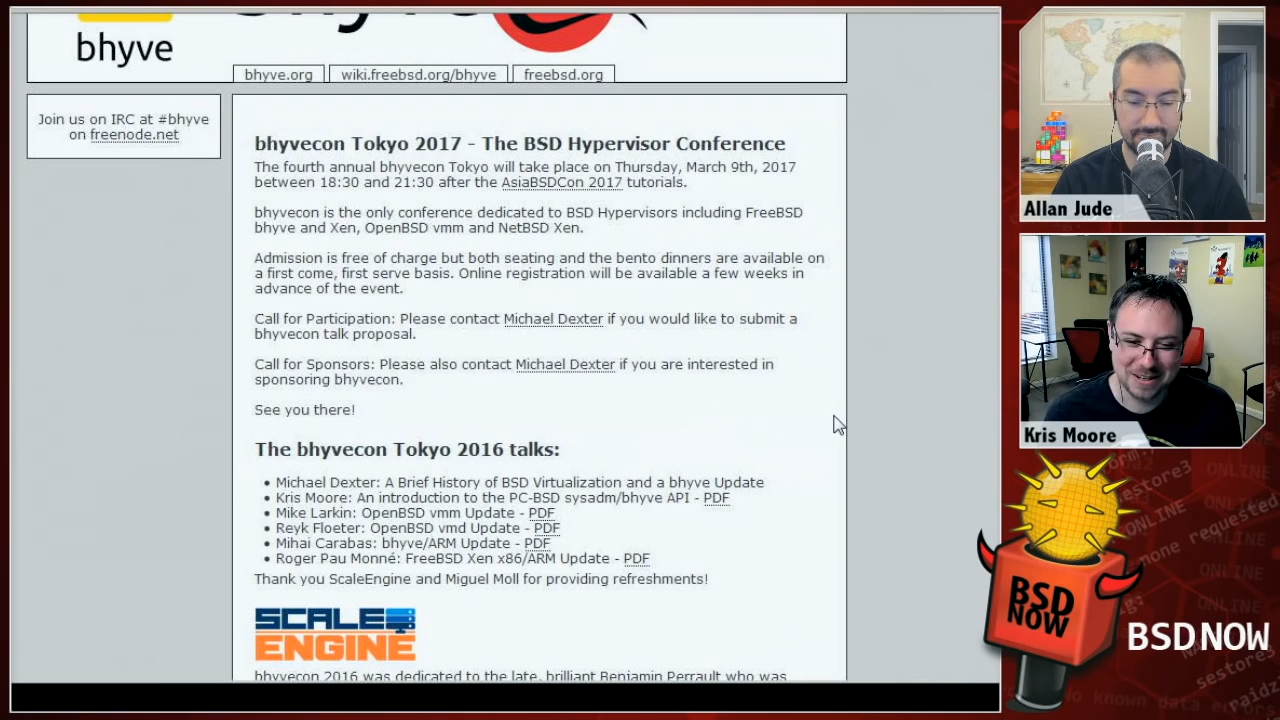 bhyve
bhyve.org
wiki.freebsd.org/bhyve
freebsd.org
Join us on IRC at #bhyve
on freenode.net
bhyvecon Tokyo 2017 - The BSD Hypervisor Conference
The fourth annual bhyvecon Tokyo will take place on Thursday, March 9th, 2017
between 18:30 and 21:30 after the AsiaBSDCon 2017 tutorials.
bhyvecon is the only conference dedicated to BSD Hypervisors including FreeBSD
bhyve and Xen, OpenBSD vmm and NetBSD Xen.
Admission is free of charge but both seating and the bento dinners are available on
a first come, first serve basis. Online registration will be available a few weeks in
advance of the event.
Call for Participation: Please contact Michael Dexter if you would like to submit a
bhyvecon talk proposal.
Call for Sponsors: Please also contact Michael Dexter if you are interested in
sponsoring bhyvecon.
See you there!
The bhyvecon Tokyo 2016 talks:
• Michael Dexter: A Brief History of BSD Virtualization and a bhyve Update
• Kris Moore: An introduction to the PC-BSD sysadm/bhyve API - PDF
• Mike Larkin: OpenBSD vmm Update - PDF
• Reyk Floeter: OpenBSD vmd Update - PDF
• Mihai Carabas: bhyve/ARM Update - PDF
• Roger Pau Monné: FreeBSD Xen x86/ARM Update - PDF
Thank you ScaleEngine and Miguel Moll for providing refreshments!
SCALE
ENGINE
bhyvecon 2016 was dedicated to the late, brilliant Benjamin Perrault who was
Allan Jude
Kris Moore
BSD
NOW
BSDNOW